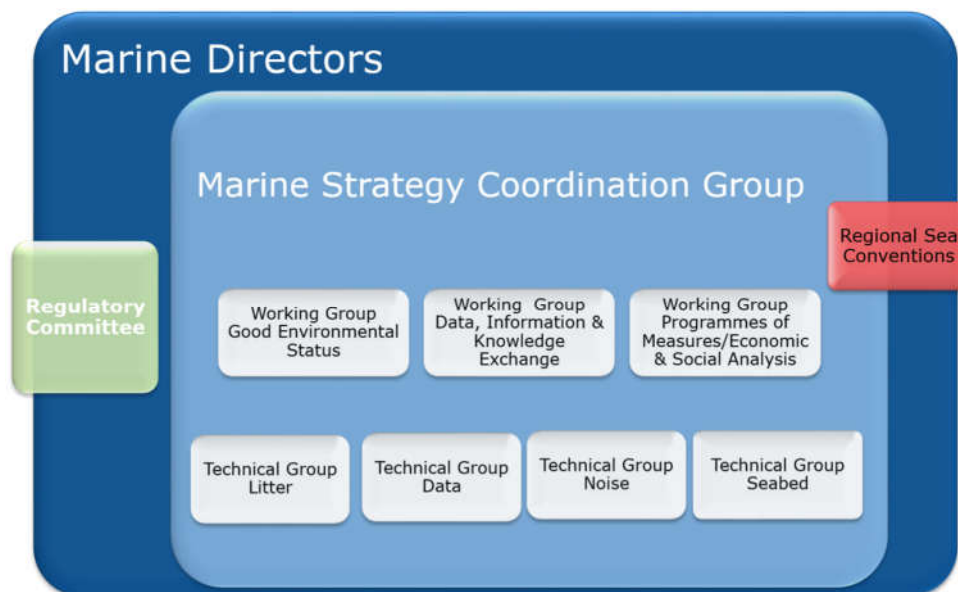 Marine Directors
Marine Strategy Coordination Group
Regional Sea
Conventions
Regulatory
Committee
Working Group
Good Environmental
Status
Working Group
Data, Information &
Knowledge
Exchange
Working Group
Programmes of
Measures/Economic
& Social Analysis
Technical Group
Litter
Technical Group
Data
Technical Group
Noise
Technical Group
Seabed